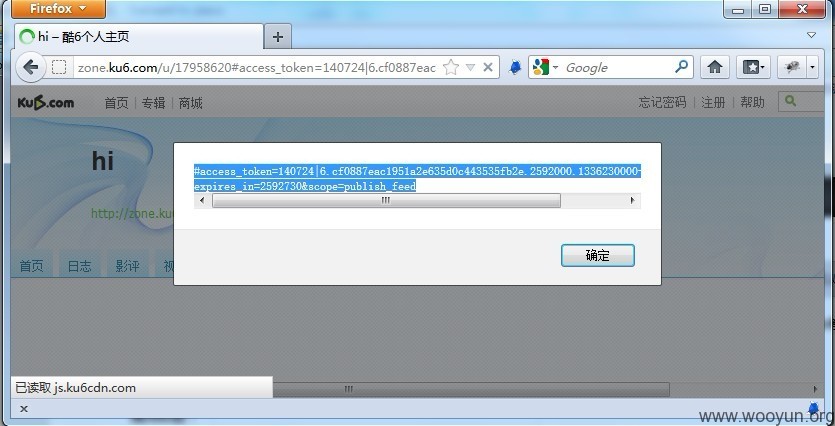 Firefox
hi – 酷6个人主页
zone.ku6.com/u/17958620#access_token=140724|6.cf0887eac
Google
Ku6.com 首页 | 专辑 | 商城 忘记密码 | 注册 | 帮助
hi
#access_token=140724|6.cf0887eac1951a2e635d0c443535fb2e.2592000.1336230000-
expires_in=2592730&scope=publish_feed
http://zone.ku
确定
首页 日志 影评
已读取 js.ku6cdn.com
www.wooyun.org